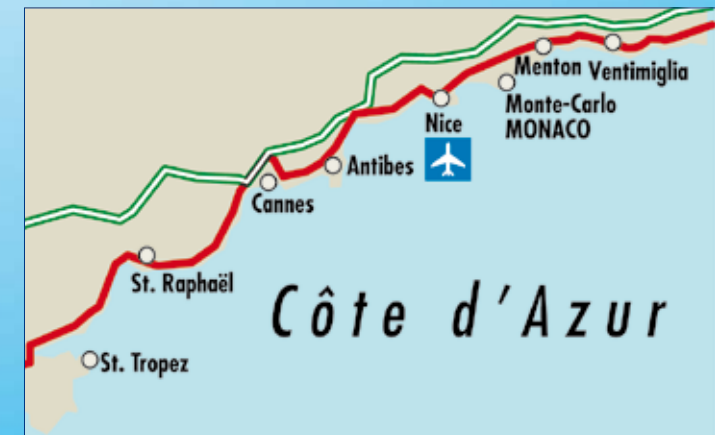 Menton
Ventimiglia
Monte-Carlo
MONACO
Nice
Antibes
Cannes
St. Raphaël
Côte d'Azur
St. Tropez